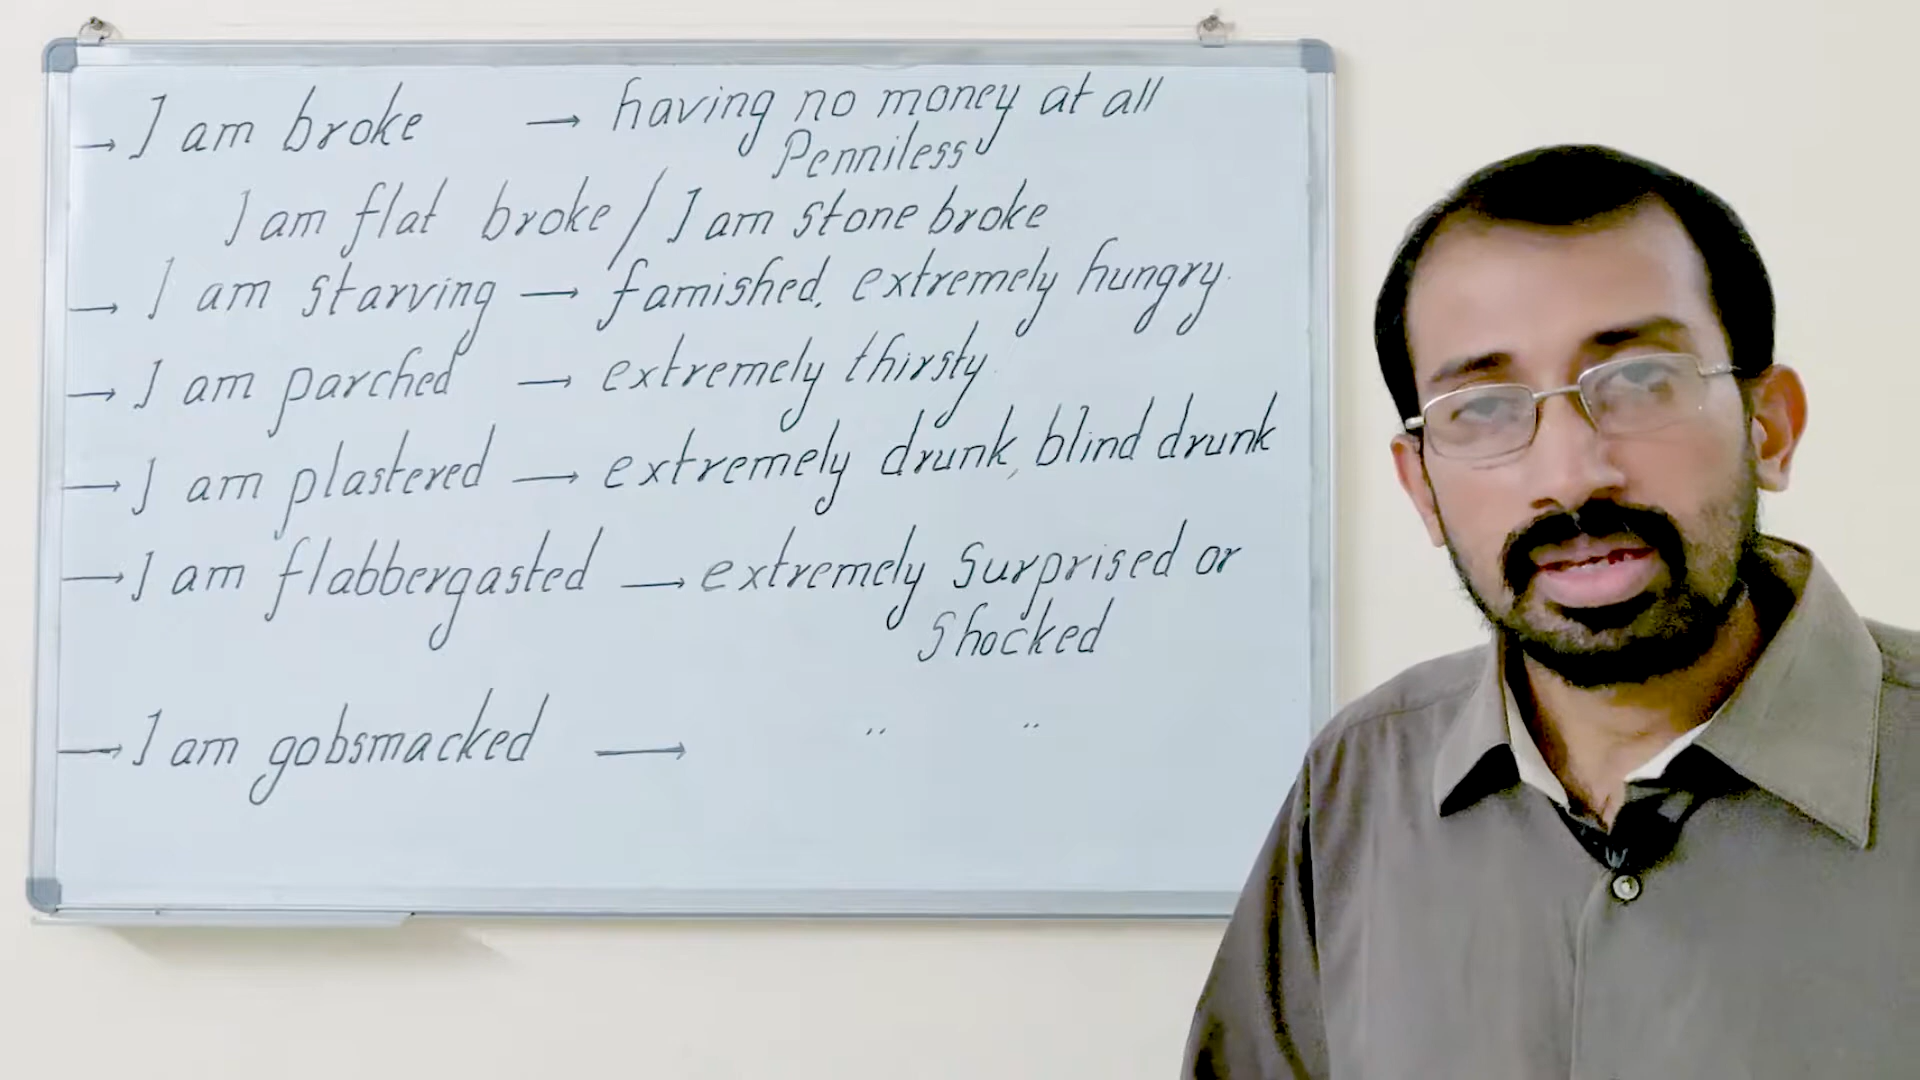 → I am broke → having no money at all
Penniless
I am flat broke / I am stone broke
→ I am starving → famished, extremely hungry.
→ I am parched → extremely thirsty
→ I am plastered → extremely drunk, blind drunk
→ I am flabbergasted → extremely Surprised or
Shocked
→ I am gobsmacked → " "